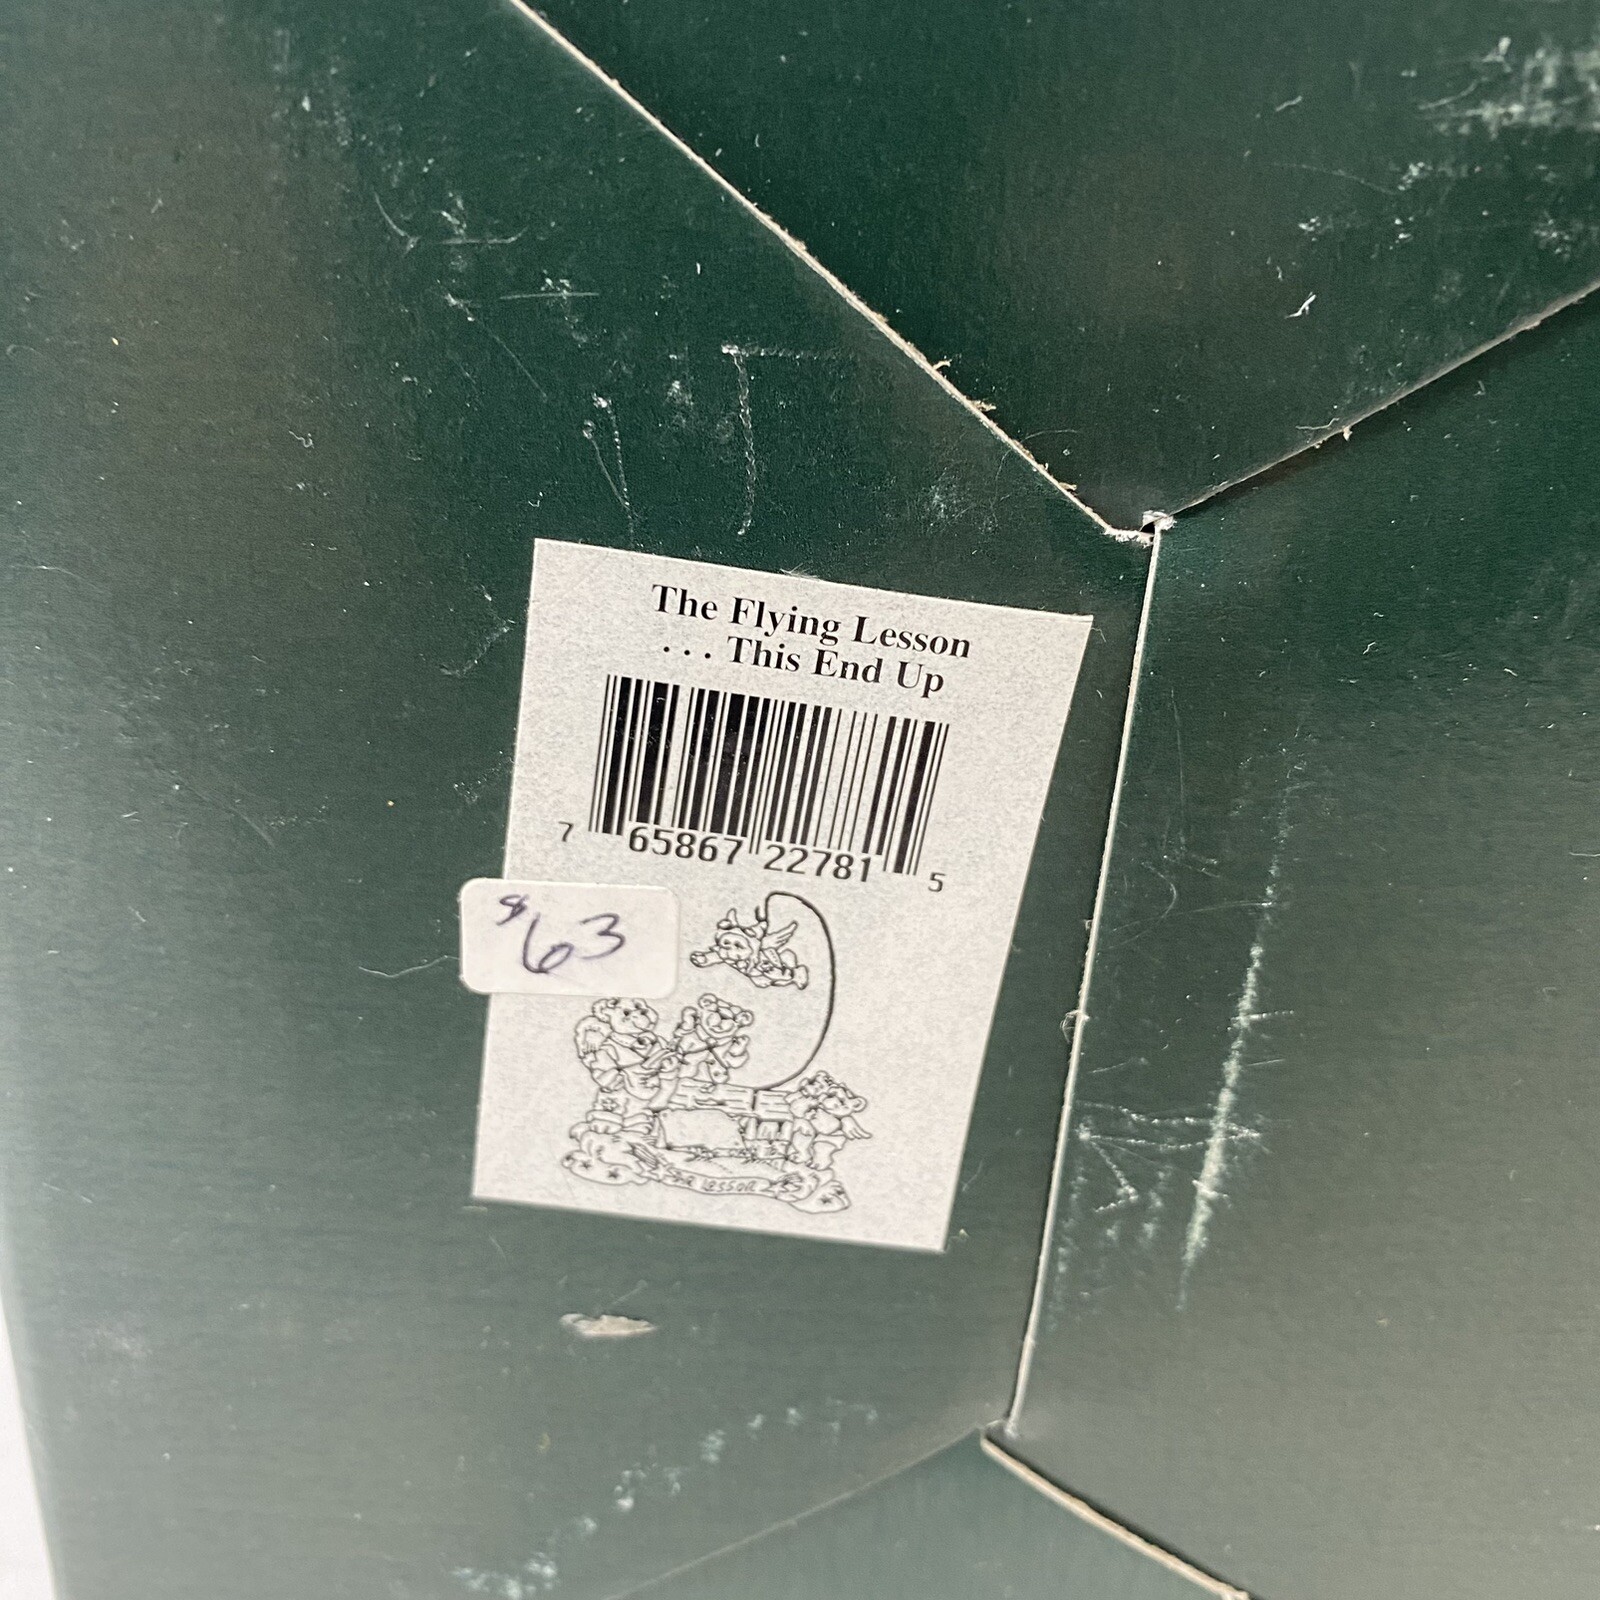 The Flying Lesson
. . . This End Up
7 65867 22781 5
$63